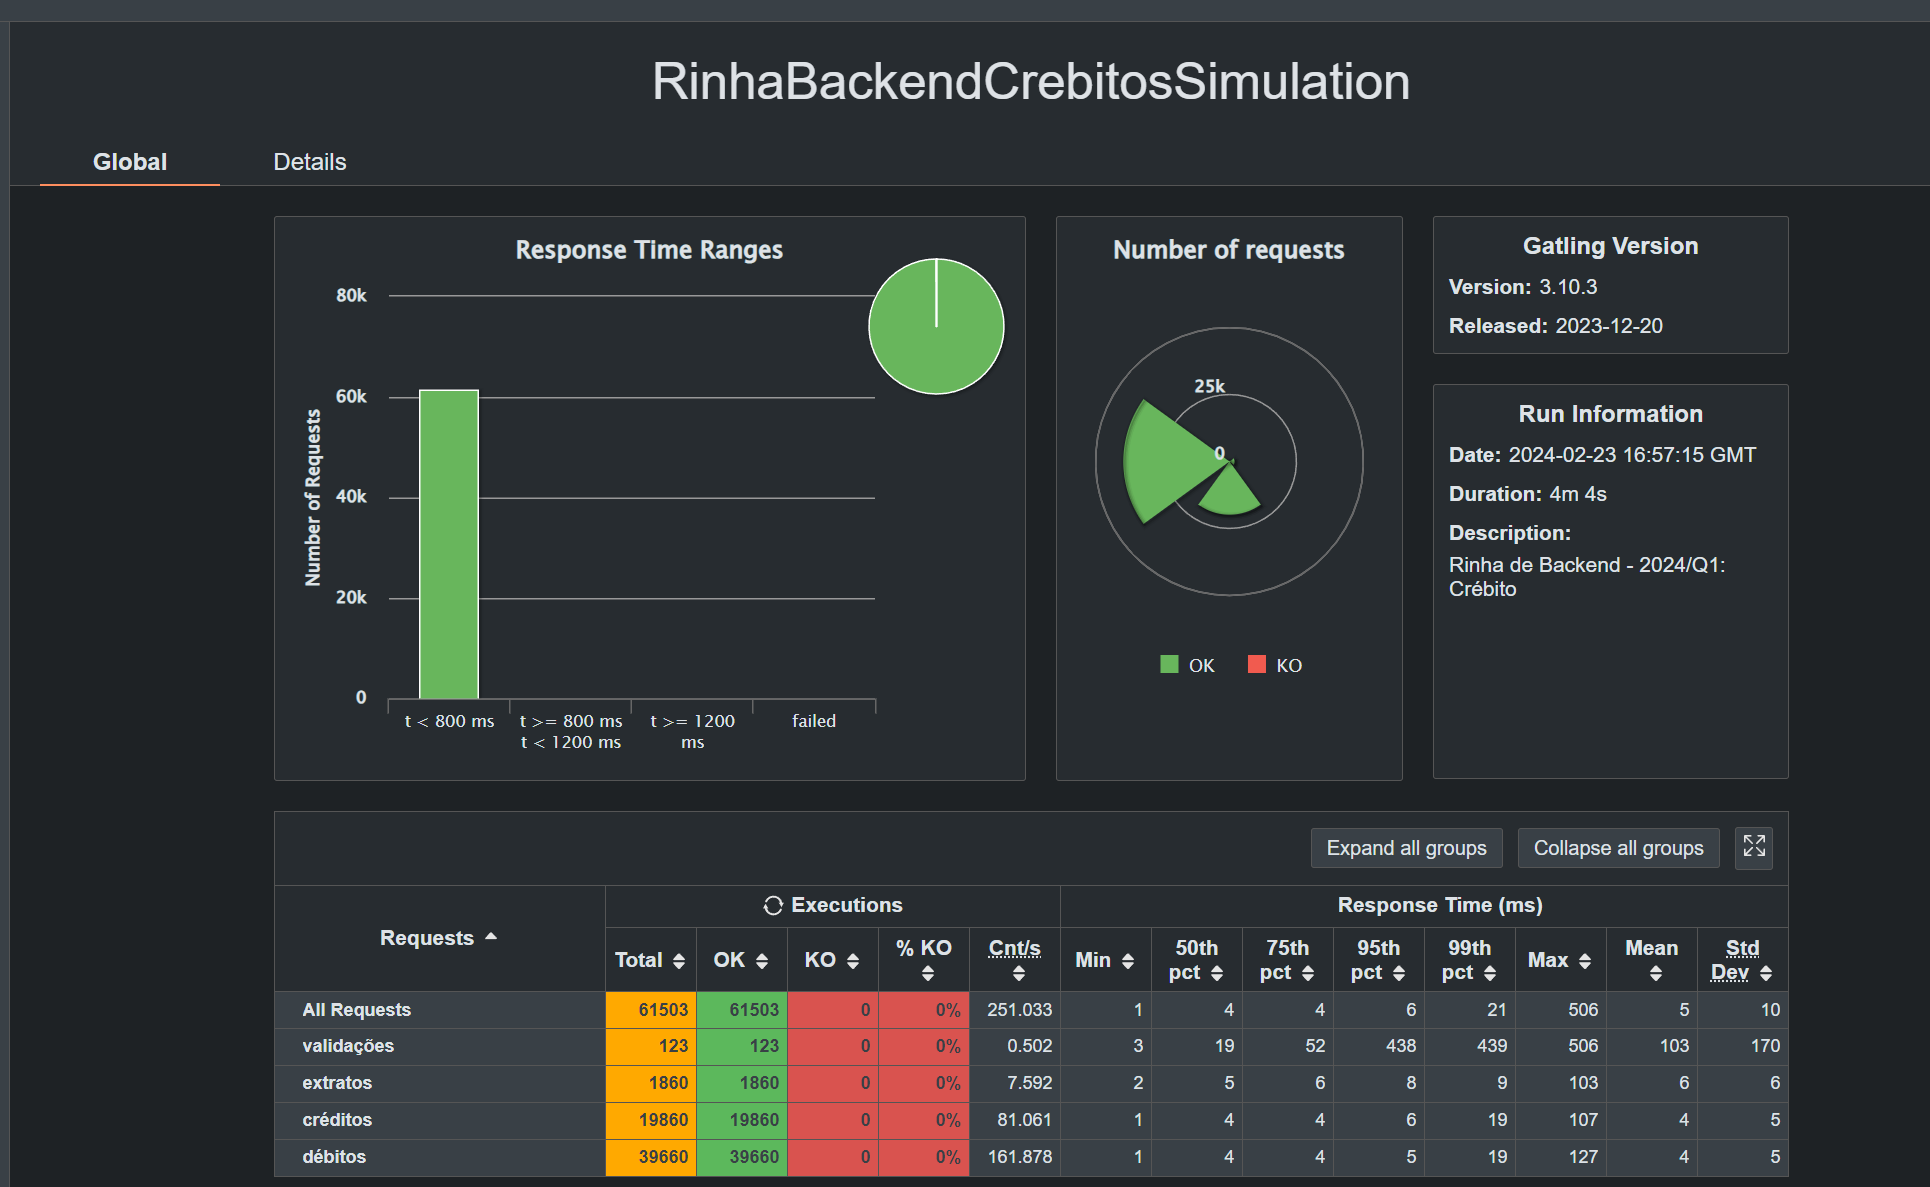 RinhaBackendCrebitosSimulation
Global
Details
Response Time Ranges
80k
60k
40k
20k
0
Number of Requests
t < 800 ms
t >= 800 ms
t < 1200 ms
t >= 1200
ms
failed
Number of requests
25k
0
OK
KO
Gatling Version
Version: 3.10.3
Released: 2023-12-20
Run Information
Date: 2024-02-23 16:57:15 GMT
Duration: 4m 4s
Description:
Rinha de Backend - 2024/Q1:
Crébito
Expand all groups
Collapse all groups
Requests
Executions
Response Time (ms)
Total OK KO % KO Cnt/s Min 50th pct 75th pct 95th pct 99th pct Max Mean Std Dev
All Requests 61503 61503 0 0% 251.033 1 4 4 6 21 506 5 10
validações 123 123 0 0% 0.502 3 19 52 438 439 506 103 170
extratos 1860 1860 0 0% 7.592 2 5 6 8 9 103 6 6
créditos 19860 19860 0 0% 81.061 1 4 4 6 19 107 4 5
débitos 39660 39660 0 0% 161.878 1 4 4 5 19 127 4 5